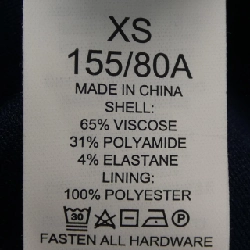 XS
155/80A
MADE IN CHINA
SHELL:
65% VISCOSE
31% POLYAMIDE
4% ELASTANE
LINING:
100% POLYESTER
30 P
FASTEN ALL HARDWARE